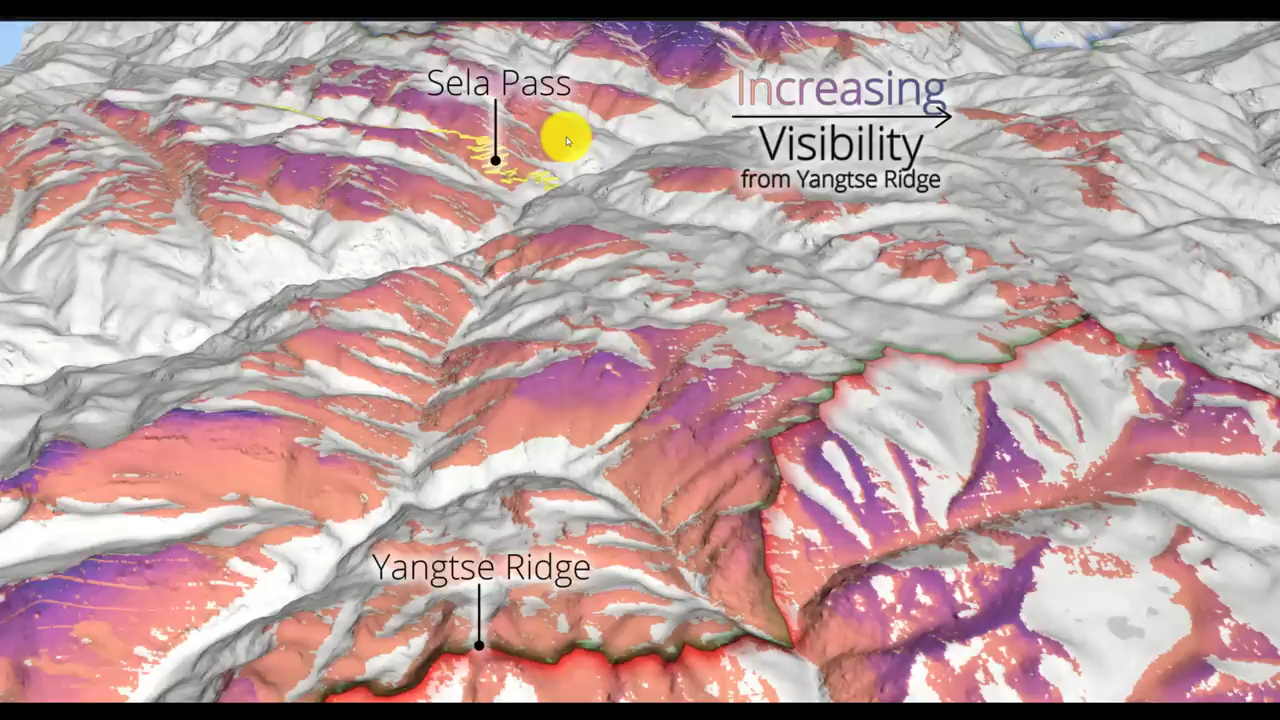 Sela Pass
Increasing
Visibility
from Yangtse Ridge
Yangtse Ridge